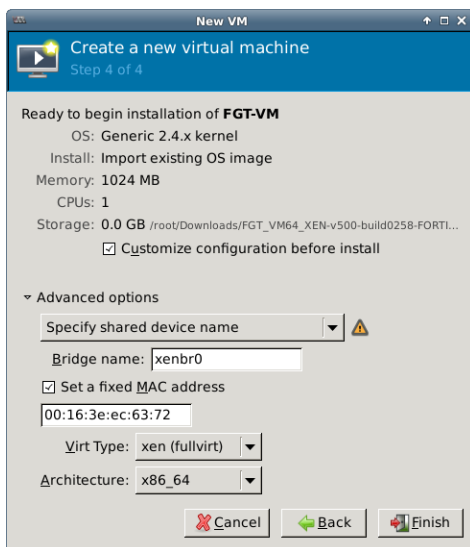 New VM
Create a new virtual machine
Step 4 of 4
Ready to begin installation of FGT-VM
OS: Generic 2.4.x kernel
Install: Import existing OS image
Memory: 1024 MB
CPUs: 1
Storage: 0.0 GB /root/Downloads/FGT_VM64_XEN-v500-build0258-FORTI...
Customize configuration before install
Advanced options
Specify shared device name
Bridge name: xenbr0
Set a fixed MAC address
00:16:3e:ec:63:72
Virt Type: xen (fullvirt)
Architecture: x86_64
Cancel Back Finish